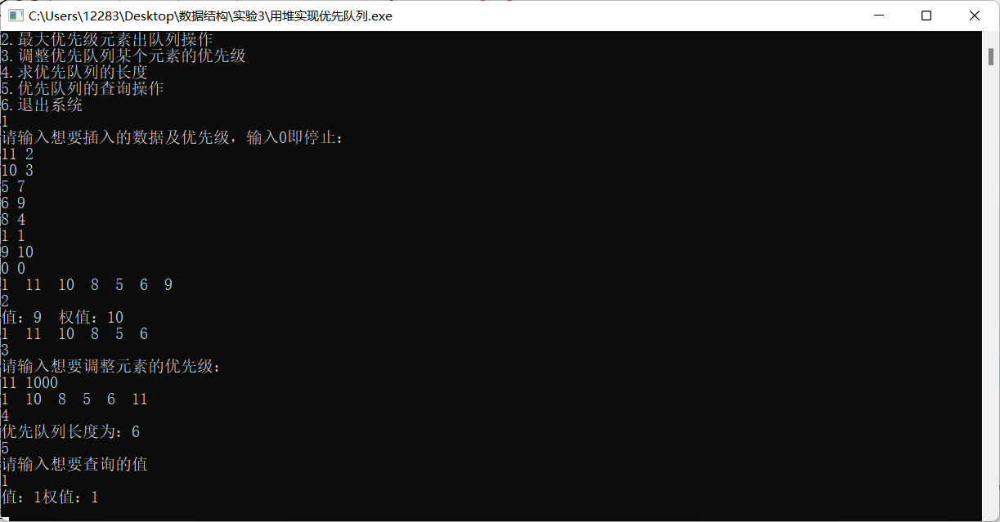 C:\Users\12283\Desktop\数据结构\实验3\用堆实现优先队列.exe
2.最大优先级元素出队列操作
3.调整优先队列某个元素的优先级
4.求优先队列的长度
5.优先队列的查询操作
6.退出系统
1
请输入想要插入的数据及优先级，输入0即停止：
11 2
10 3
5 7
6 9
8 4
1 1
9 10
0 0
1  11  10  8  5  6  9
2
值：9  权值：10
1  11  10  8  5  6
3
请输入想要调整元素的优先级：
11 1000
1  10  8  5  6  11
4
优先队列长度为：6
5
请输入想要查询的值
1
值：1权值：1